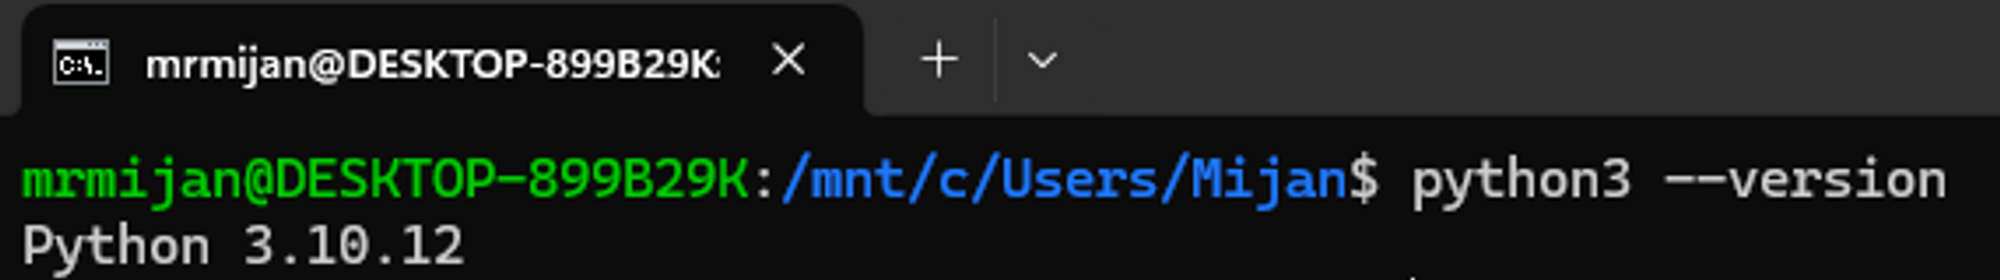 C:\.
mrmijan@DESKTOP-899B29K:
mrmijan@DESKTOP-899B29K:/mnt/c/Users/Mijan$ python3 --version
Python 3.10.12